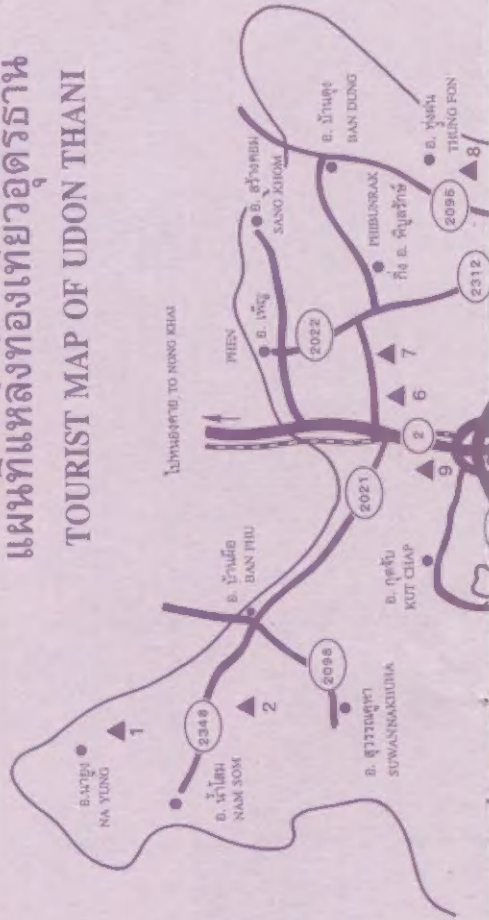 แผนที่แหล่งท่องเที่ยวอุดรธานี
TOURIST MAP OF UDON THANI
ไปหนองคาย TO NONG KHAI
อ.นายูง
NA YUNG
1
2348
อ. น้ำโสม
NAM SOM
2
อ. บ้านผือ
BAN PHU
2098
อ. สุวรรณคูหา
SUWANNAKHUHA
2021
PHEN
อ. เพ็ญ
2022
อ. สร้างคอม
SANG KHOM
อ. บ้านดุง
BAN DUNG
PHIBUNRAK
กิ่ง อ. พิบูลรักษ์
อ. ทุ่งฝน
THUNG FON
8
2096
2312
7
6
2
9
อ. กุดจับ
KUT CHAP